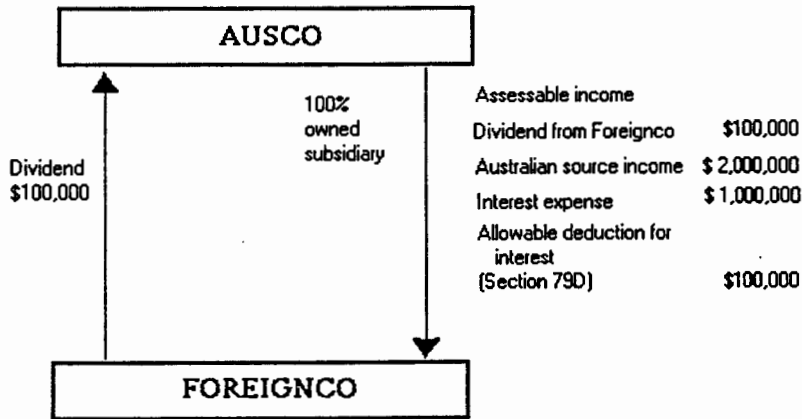 AUSCO
Dividend
$100,000
100%
owned
subsidiary
Assessable income
Dividend from Foreignco $100,000
Australian source income $ 2,000,000
Interest expense $ 1,000,000
Allowable deduction for
interest
(Section 79D) $100,000
FOREIGNCO